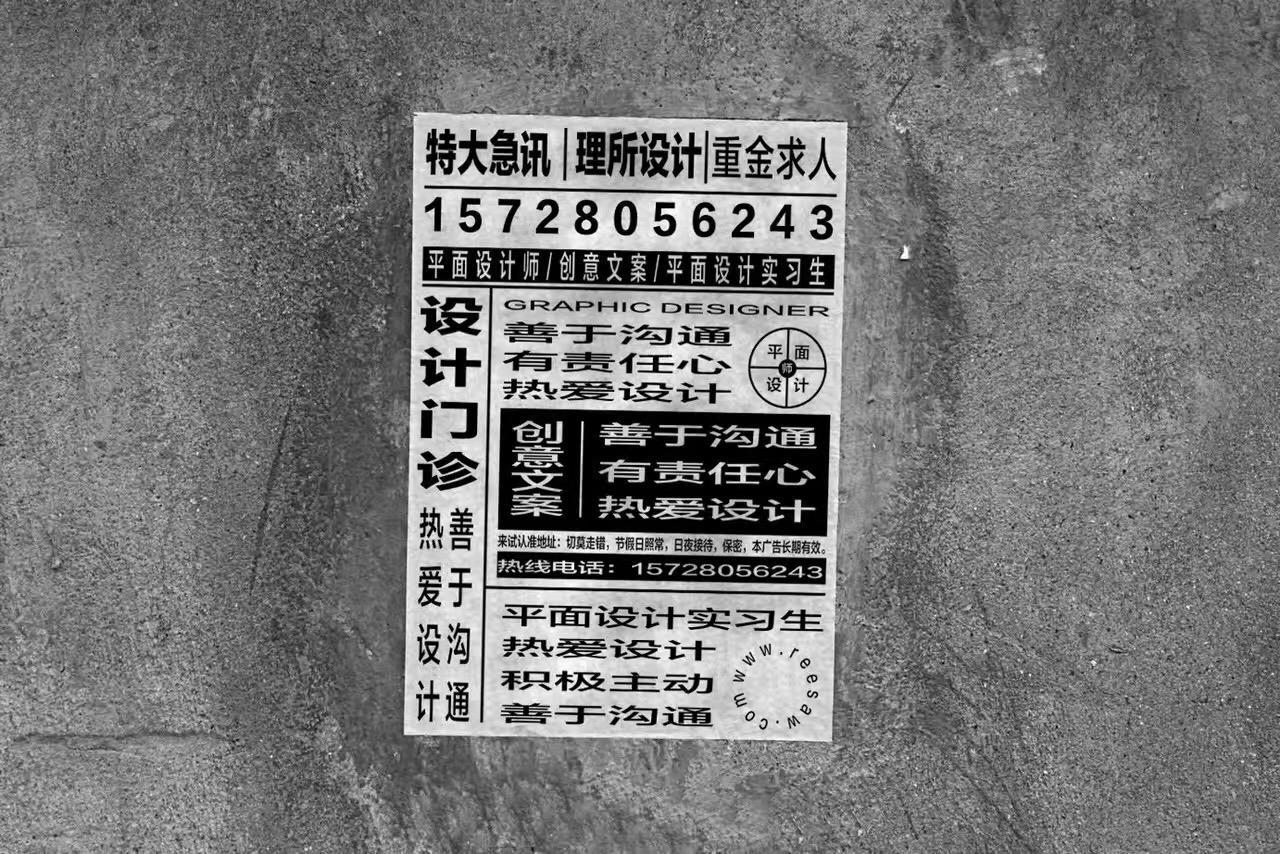 特大急讯|理所设计|重金求人
15728056243
平面设计师/创意文案/平面设计实习生
设计门诊
善于沟通
热爱设计
GRAPHIC DESIGNER
善于沟通
有责任心
热爱设计
平面
师
设计
创意文案
善于沟通
有责任心
热爱设计
来试认准地址:切莫走错,节假日照常,日夜接待,保密,本广告长期有效。
热线电话:15728056243
平面设计实习生
热爱设计
积极主动
善于沟通
www.reesaw.com